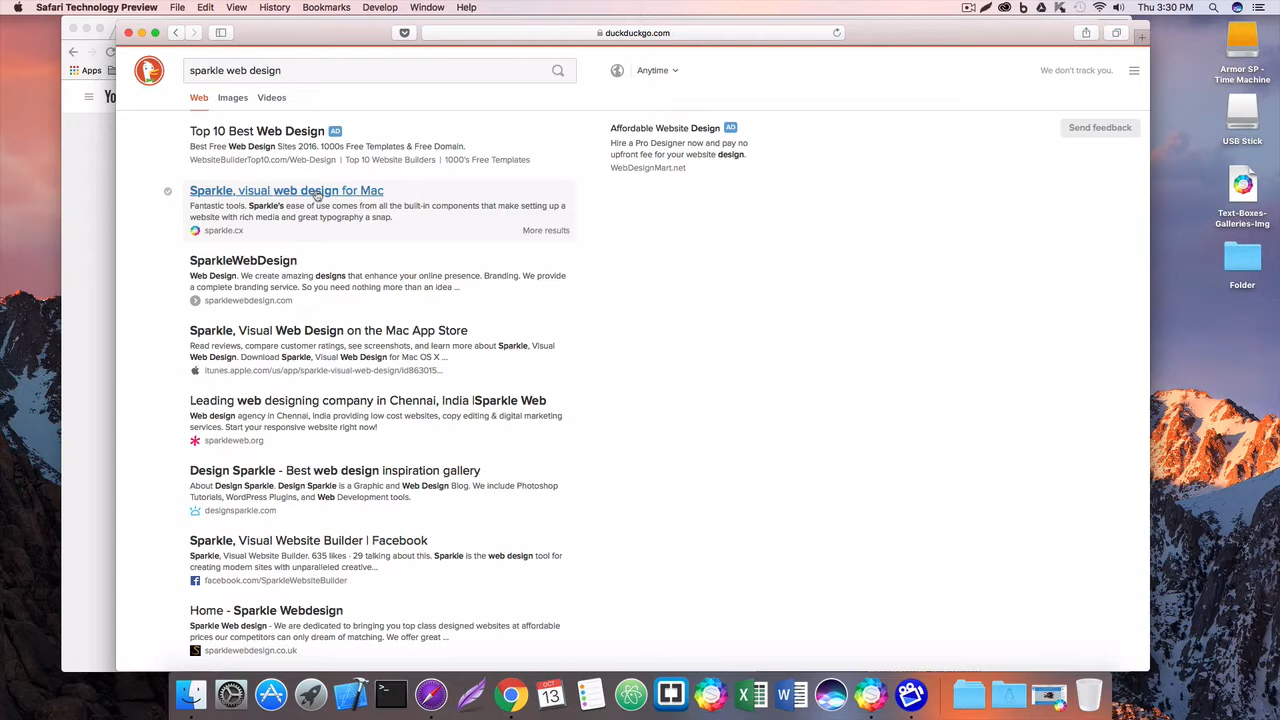 Safari Technology Preview File Edit View History Bookmarks Develop Window Help
Thu 3:30 PM
duckduckgo.com
Apps
sparkle web design
Anytime
We don't track you.
Web Images Videos
Send feedback
Top 10 Best Web Design AD
Best Free Web Design Sites 2016. 1000s Free Templates & Free Domain.
WebsiteBuilderTop10.com/Web-Design | Top 10 Website Builders | 1000's Free Templates
Affordable Website Design AD
Hire a Pro Designer now and pay no
upfront fee for your website design.
WebDesignMart.net
Sparkle, visual web design for Mac
Fantastic tools. Sparkle's ease of use comes from all the built-in components that make setting up a
website with rich media and great typography a snap.
sparkle.cx More results
SparkleWebDesign
Web Design. We create amazing designs that enhance your online presence. Branding. We provide
a complete branding service. So you need nothing more than an idea ...
sparklewebdesign.com
Sparkle, Visual Web Design on the Mac App Store
Read reviews, compare customer ratings, see screenshots, and learn more about Sparkle, Visual
Web Design. Download Sparkle, Visual Web Design for Mac OS X ...
itunes.apple.com/us/app/sparkle-visual-web-design/id863015...
Leading web designing company in Chennai, India |Sparkle Web
Web design agency in Chennai, India providing low cost websites, copy editing & digital marketing
services. Start your responsive website right now!
sparkleweb.org
Design Sparkle - Best web design inspiration gallery
About Design Sparkle. Design Sparkle is a Graphic and Web Design Blog. We include Photoshop
Tutorials, WordPress Plugins, and Web Development tools.
designsparkle.com
Sparkle, Visual Website Builder | Facebook
Sparkle, Visual Website Builder. 635 likes · 29 talking about this. Sparkle is the web design tool for
creating modern sites with unparalleled creative...
facebook.com/SparkleWebsiteBuilder
Home - Sparkle Webdesign
Sparkle Web design - We are dedicated to bringing you top class designed websites at affordable
prices our competitors can only dream of matching. We offer great ...
sparklewebdesign.co.uk
Armor SP -
Time Machine
USB Stick
Text-Boxes-
Galleries-Img
Folder
OCT
13